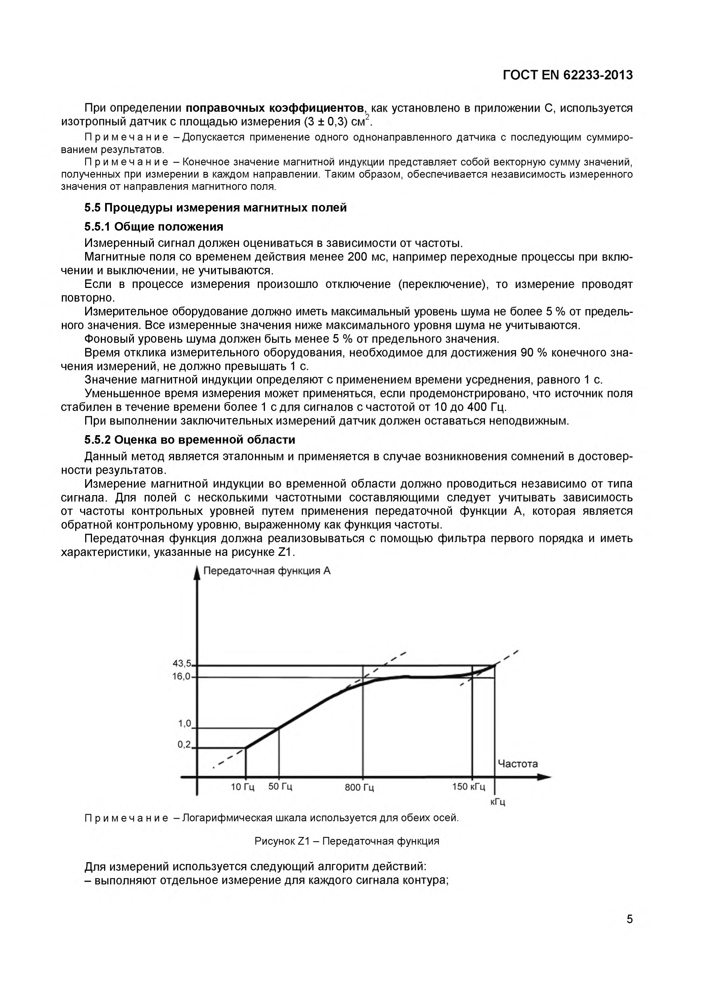 ГОСТ EN 62233-2013
При определении поправочных коэффициентов, как установлено в приложении С, используется
изотропный датчик с площадью измерения (3 ± 0,3) см².
Примечание – Допускается применение одного однонаправленного датчика с последующим суммиро-
ванием результатов.
Примечание – Конечное значение магнитной индукции представляет собой векторную сумму значений,
полученных при измерении в каждом направлении. Таким образом, обеспечивается независимость измеренного
значения от направления магнитного поля.
5.5 Процедуры измерения магнитных полей
5.5.1 Общие положения
Измеренный сигнал должен оцениваться в зависимости от частоты.
Магнитные поля со временем действия менее 200 мс, например переходные процессы при вклю-
чении и выключении, не учитываются.
Если в процессе измерения произошло отключение (переключение), то измерение проводят
повторно.
Измерительное оборудование должно иметь максимальный уровень шума не более 5 % от предель-
ного значения. Все измеренные значения ниже максимального уровня шума не учитываются.
Фоновый уровень шума должен быть менее 5 % от предельного значения.
Время отклика измерительного оборудования, необходимое для достижения 90 % конечного зна-
чения измерений, не должно превышать 1 с.
Значение магнитной индукции определяют с применением времени усреднения, равного 1 с.
Уменьшенное время измерения может применяться, если продемонстрировано, что источник поля
стабилен в течение времени более 1 с для сигналов с частотой от 10 до 400 Гц.
При выполнении заключительных измерений датчик должен оставаться неподвижным.
5.5.2 Оценка во временной области
Данный метод является эталонным и применяется в случае возникновения сомнений в достовер-
ности результатов.
Измерение магнитной индукции во временной области должно проводиться независимо от типа
сигнала. Для полей с несколькими частотными составляющими следует учитывать зависимость
от частоты контрольных уровней путем применения передаточной функции А, которая является
обратной контрольному уровню, выраженному как функция частоты.
Передаточная функция должна реализовываться с помощью фильтра первого порядка и иметь
характеристики, указанные на рисунке Z1.
Передаточная функция А
43,5
16,0
1,0
0,2
Частота
10 Гц 50 Гц 800 Гц 150 кГц
кГц
Примечание – Логарифмическая шкала используется для обеих осей.
Рисунок Z1 – Передаточная функция
Для измерений используется следующий алгоритм действий:
– выполняют отдельное измерение для каждого сигнала контура;
5